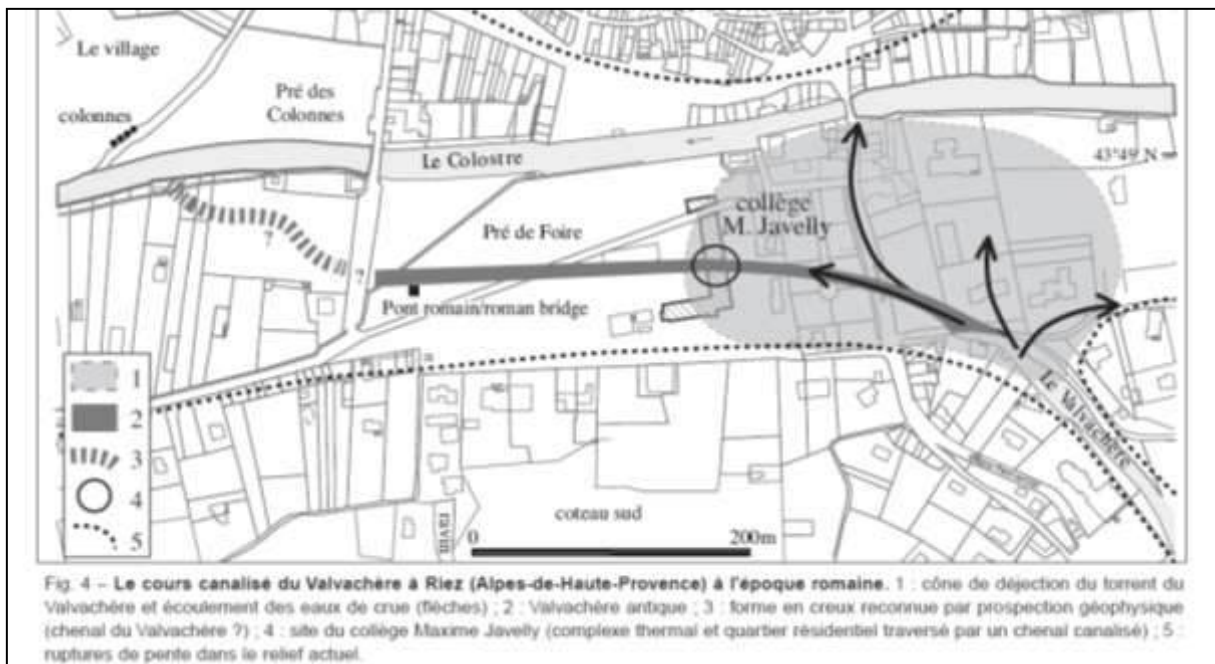 Le village
Pré des
Colonnes
colonnes
Le Colostre
43°49' N
collège
M. Javelly
Pré de Foire
?
Pont romain/roman bridge
Le Valvachère
1
2
3
4
5
coteau sud
0 200m
Fig. 4 – Le cours canalisé du Valvachère à Riez (Alpes-de-Haute-Provence) à l'époque romaine. 1 : cône de déjection du torrent du
Valvachère et écoulement des eaux de crue (flèches) ; 2 : Valvachère antique ; 3 : forme en creux reconnue par prospection géophysique
(chenal du Valvachère ?) ; 4 : site du collège Maxime Javelly (complexe thermal et quartier résidentiel traversé par un chenal canalisé) ; 5 :
ruptures de pente dans le relief actuel.